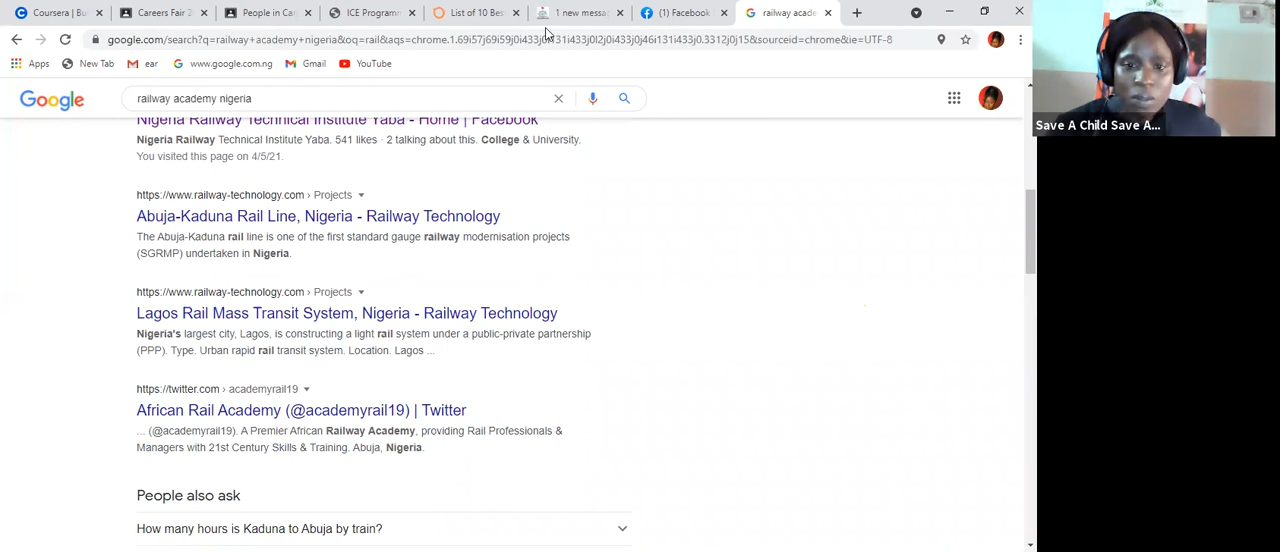 Coursera | Bu
Careers Fair 2
People in Ca
ICE Programm
List of 10 Bes
1 new messa
(1) Facebook
railway acade
google.com/search?q=railway+academy+nigeria&oq=rail&aqs=chrome.1.69i57j69i59j0i433j0i131i433j0l2j0i433j0j46i131i433j0.3312j0j15&sourceid=chrome&ie=UTF-8
Apps
New Tab
ear
www.google.com.ng
Gmail
YouTube
Google
railway academy nigeria
Nigeria Railway Technical Institute Yaba - Home | Facebook
Nigeria Railway Technical Institute Yaba. 541 likes · 2 talking about this. College & University.
You visited this page on 4/5/21.
https://www.railway-technology.com › Projects
Abuja-Kaduna Rail Line, Nigeria - Railway Technology
The Abuja-Kaduna rail line is one of the first standard gauge railway modernisation projects
(SGRMP) undertaken in Nigeria.
https://www.railway-technology.com › Projects
Lagos Rail Mass Transit System, Nigeria - Railway Technology
Nigeria's largest city, Lagos, is constructing a light rail system under a public-private partnership
(PPP). Type. Urban rapid rail transit system. Location. Lagos ...
https://twitter.com › academyrail19
African Rail Academy (@academyrail19) | Twitter
... (@academyrail19). A Premier African Railway Academy, providing Rail Professionals &
Managers with 21st Century Skills & Training. Abuja, Nigeria.
People also ask
How many hours is Kaduna to Abuja by train?
Save A Child Save A...